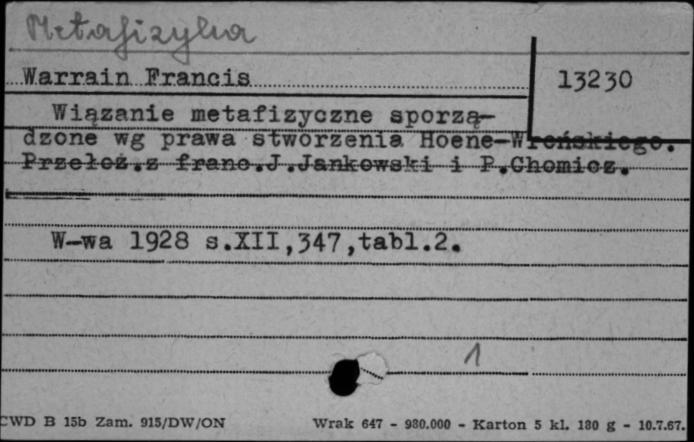 Metafizyka
Warrain Francis
13230
Wiązanie metafizyczne sporzą-
dzone wg prawa stworzenia Hoene-Wrońskiego.
Przełoż.z franc.J.Jankowski i P.Chomicz.
W-wa 1928 s.XII,347,tabl.2.
1
CWD B 15b Zam. 915/DW/ON Wrak 647 - 980.000 - Karton 5 kl. 180 g - 10.7.67.